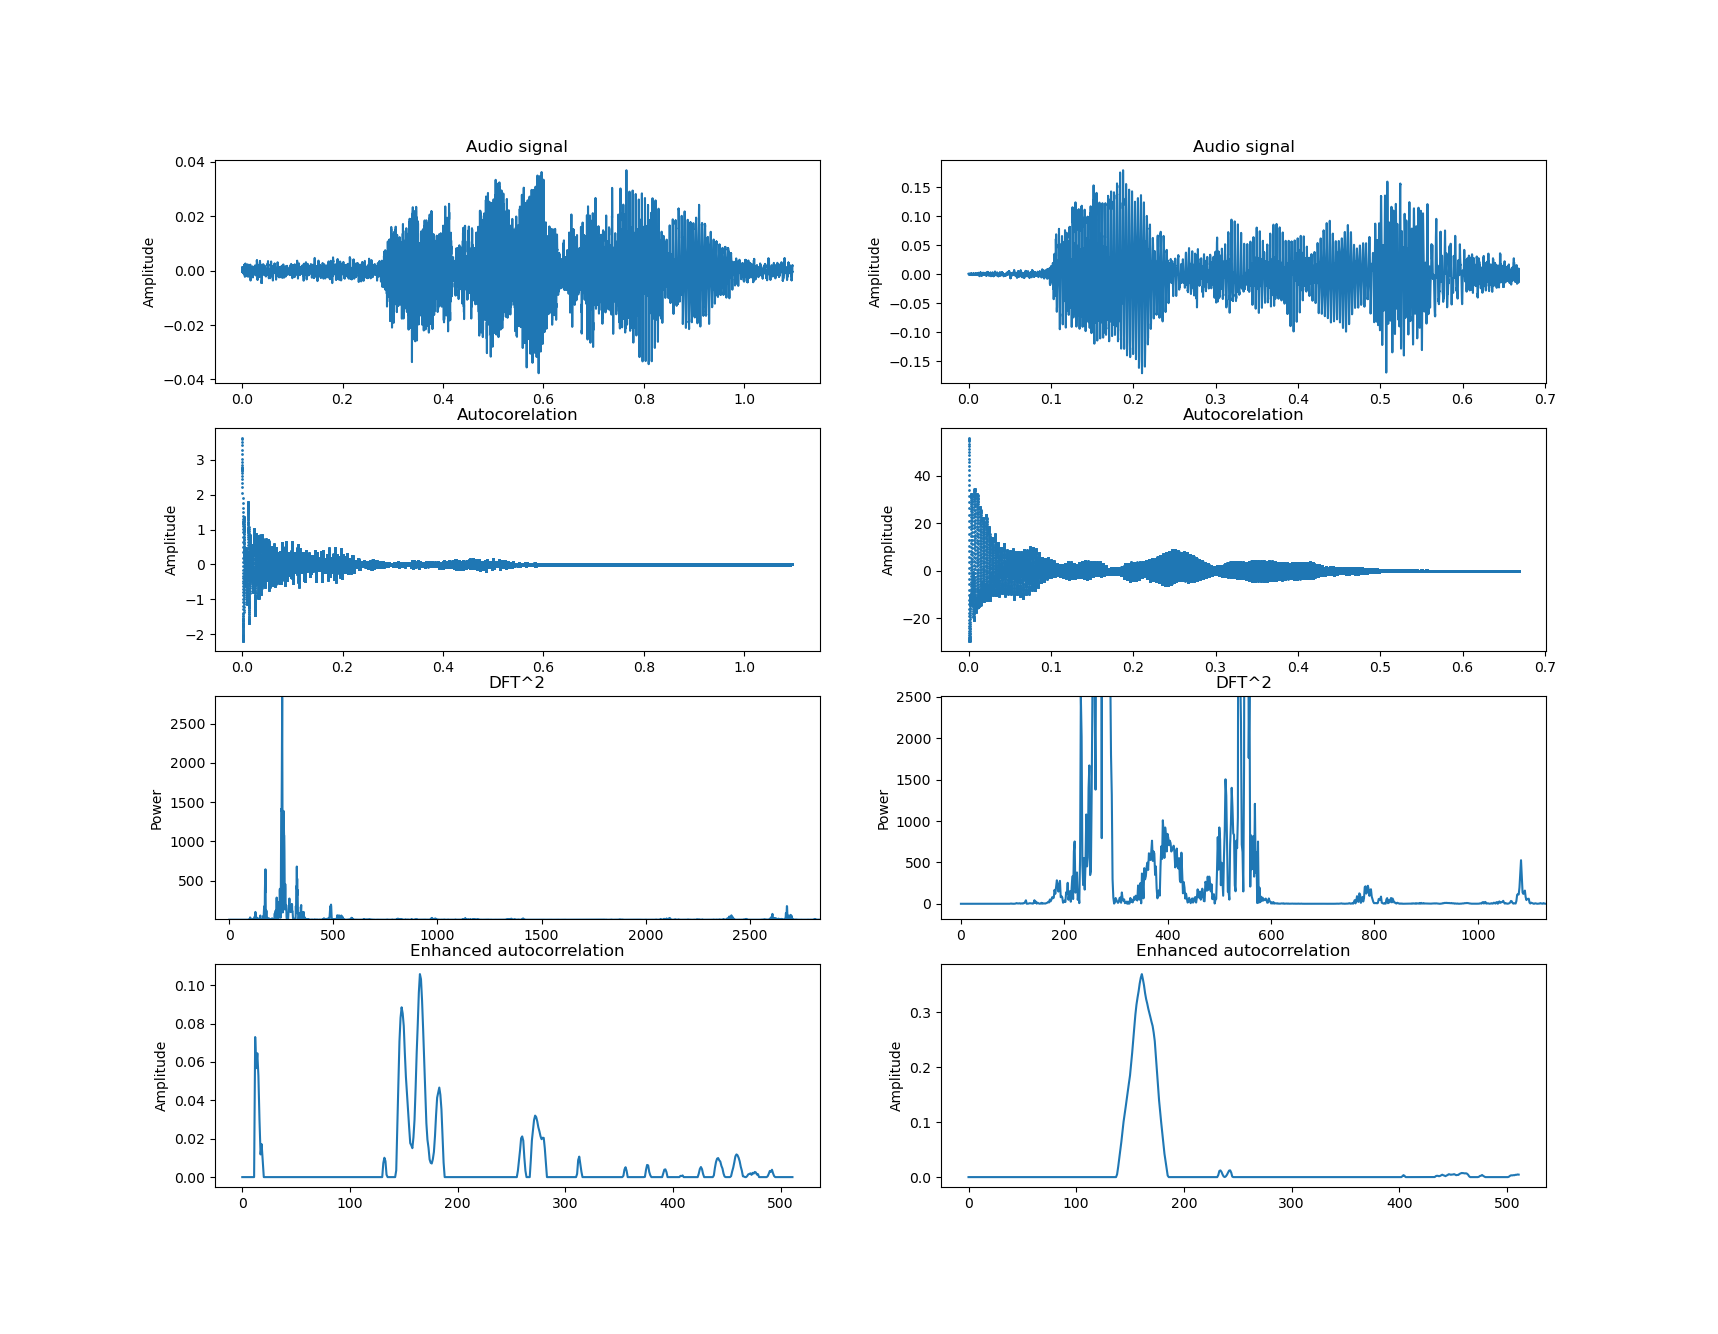 Audio signal
Amplitude
0.04
0.02
0.00
−0.02
−0.04
0.0 0.2 0.4 0.6 0.8 1.0
Audio signal
Amplitude
0.15
0.10
0.05
0.00
−0.05
−0.10
−0.15
0.0 0.1 0.2 0.3 0.4 0.5 0.6 0.7
Autocorelation
Amplitude
3
2
1
0
−1
−2
0.0 0.2 0.4 0.6 0.8 1.0
Autocorelation
Amplitude
40
20
0
−20
0.0 0.1 0.2 0.3 0.4 0.5 0.6 0.7
DFT^2
Power
2500
2000
1500
1000
500
0 500 1000 1500 2000 2500
DFT^2
Power
2500
2000
1500
1000
500
0
0 200 400 600 800 1000
Enhanced autocorrelation
Amplitude
0.10
0.08
0.06
0.04
0.02
0.00
0 100 200 300 400 500
Enhanced autocorrelation
Amplitude
0.3
0.2
0.1
0.0
0 100 200 300 400 500